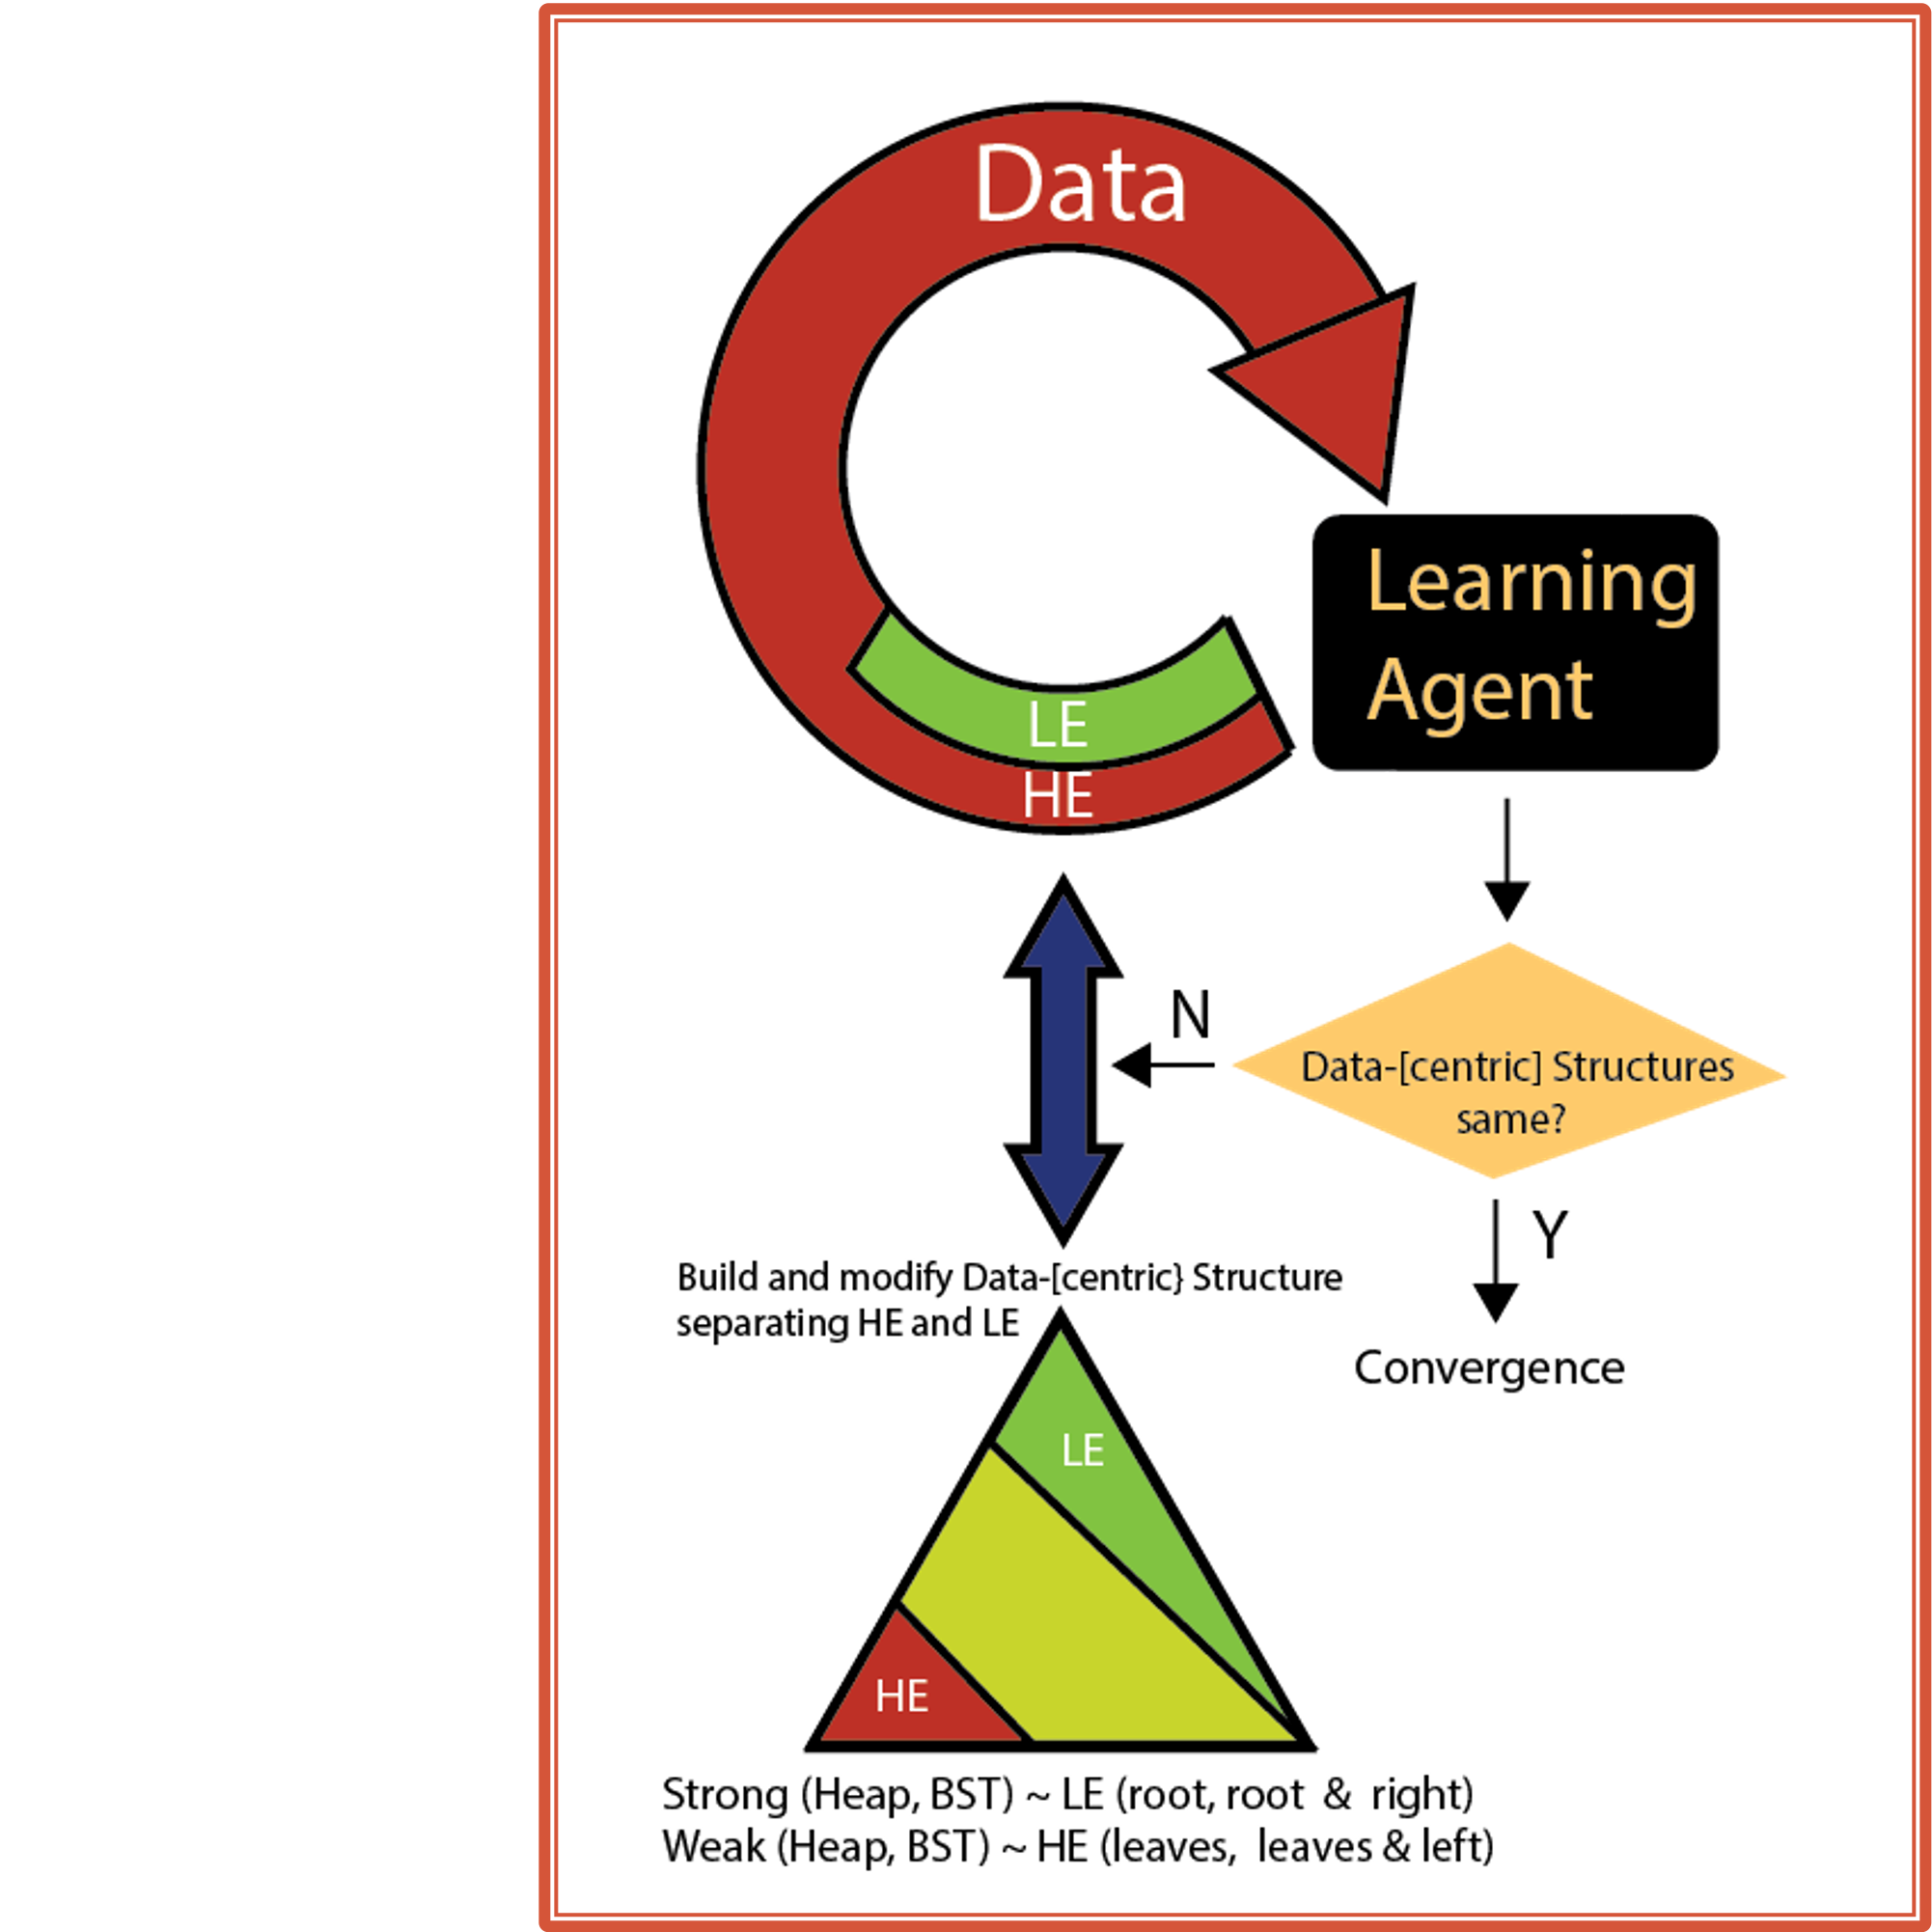 Data
Learning
Agent
LE
HE
N
Data-[centric] Structures
same?
Y
Build and modify Data-[centric} Structure
separating HE and LE
Convergence
LE
HE
Strong (Heap, BST) ~ LE (root, root & right)
Weak (Heap, BST) ~ HE (leaves, leaves & left)